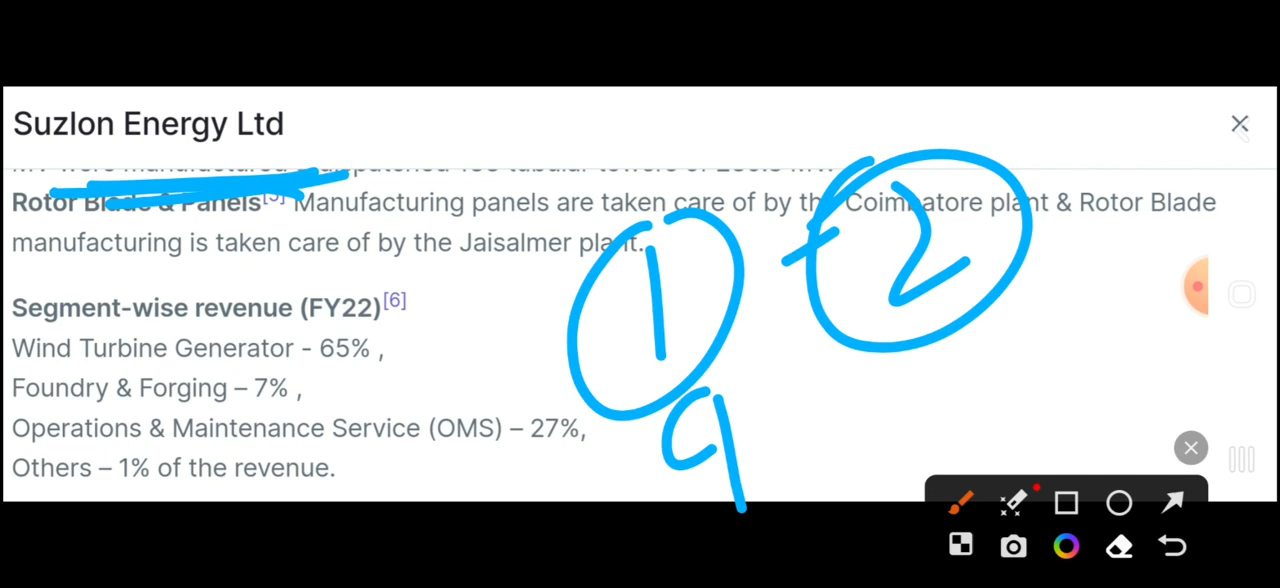 Suzlon Energy Ltd
Rotor Blade & Panels[5] Manufacturing panels are taken care of by the Coimbatore plant & Rotor Blade
manufacturing is taken care of by the Jaisalmer plant.
1 - 2
Segment-wise revenue (FY22)[6]
Wind Turbine Generator - 65% ,
Foundry & Forging – 7% ,
Operations & Maintenance Service (OMS) – 27%,
9
Others – 1% of the revenue.